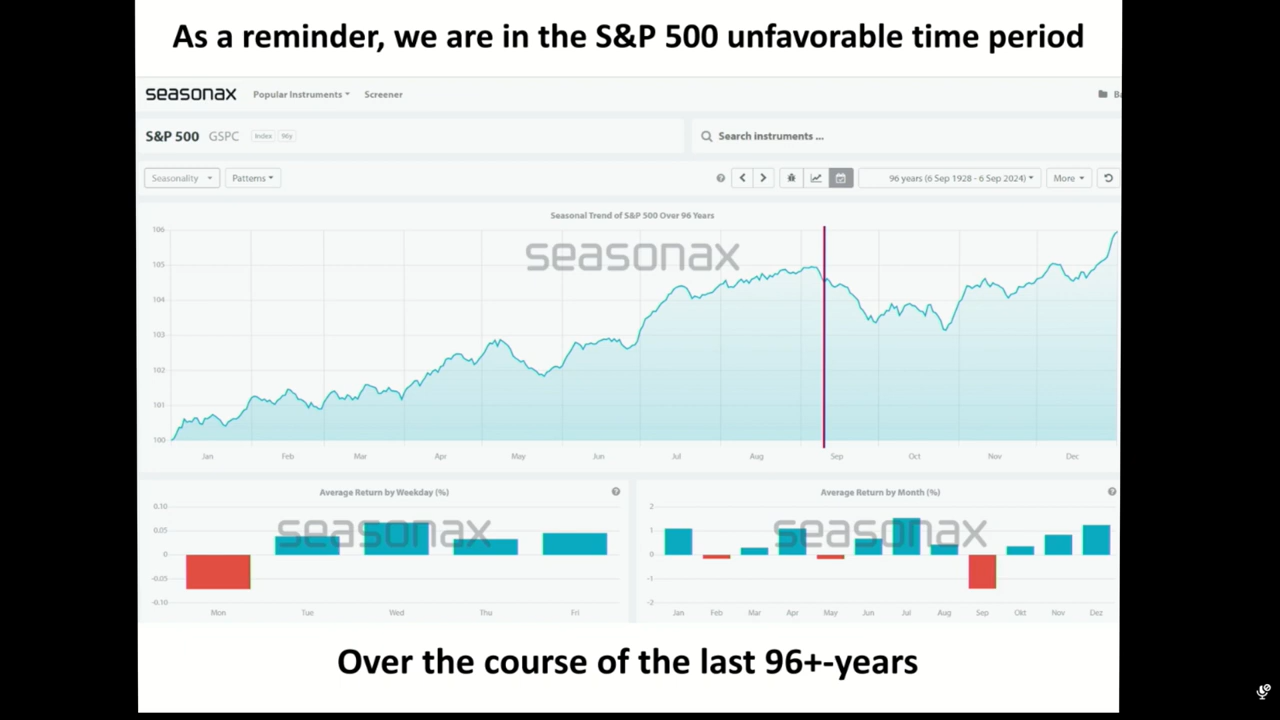 As a reminder, we are in the S&P 500 unfavorable time period
seasonax Popular Instruments Screener Ba
S&P 500 GSPC Index 96y Search instruments ...
Seasonality Patterns 96 years (6 Sep 1928 - 6 Sep 2024) More
Seasonal Trend of S&P 500 Over 96 Years
seasonax
106
105
104
103
102
101
100
Jan Feb Mar Apr May Jun Jul Aug Sep Oct Nov Dec
Average Return by Weekday (%)
seasonax
0.10
0.05
0
-0.05
-0.10
Mon Tue Wed Thu Fri
Average Return by Month (%)
seasonax
2
1
0
-1
-2
Jan Feb Mar Apr May Jun Jul Aug Sep Okt Nov Dez
Over the course of the last 96+-years